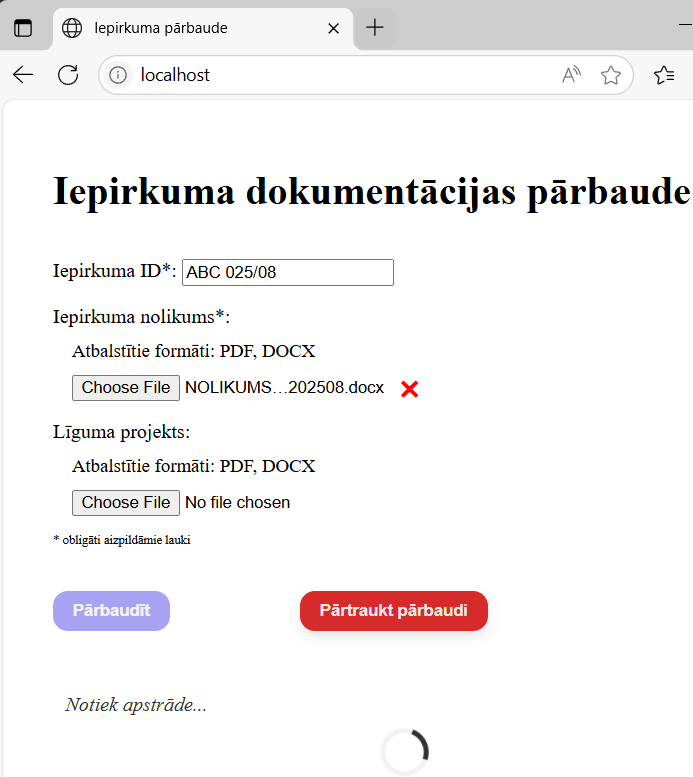 Iepirkuma pārbaude
localhost
Iepirkuma dokumentācijas pārbaude
Iepirkuma ID*: ABC 025/08
Iepirkuma nolikums*:
Atbalstītie formāti: PDF, DOCX
Choose File NOLIKUMS...202508.docx
Līguma projekts:
Atbalstītie formāti: PDF, DOCX
Choose File No file chosen
* obligāti aizpildāmie lauki
Pārbaudīt Pārtraukt pārbaudi
Notiek apstrāde...